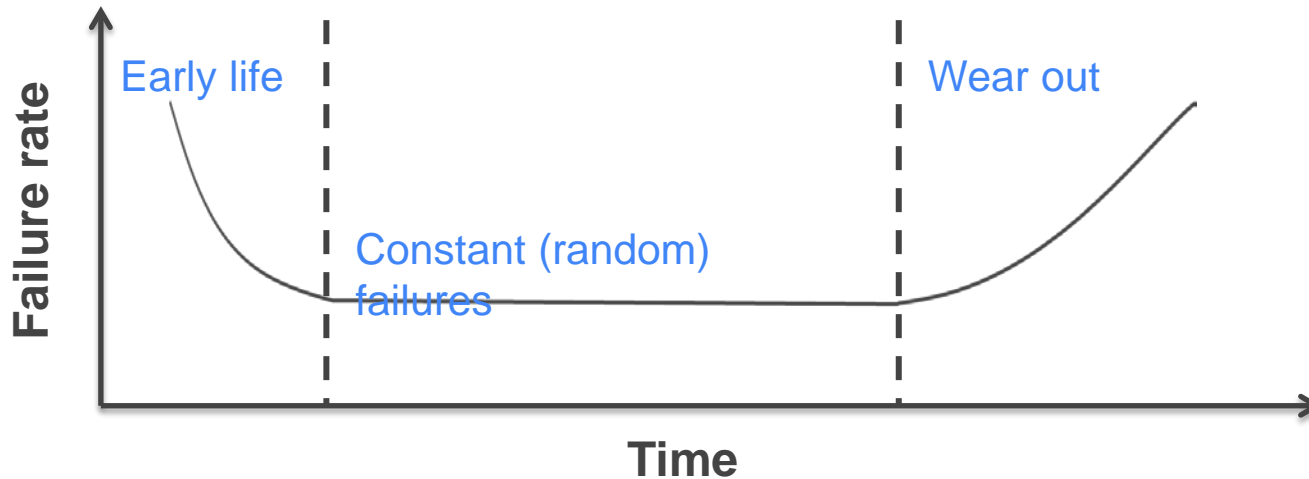 Early life
Wear out
Constant (random)
failures
Failure rate
Time